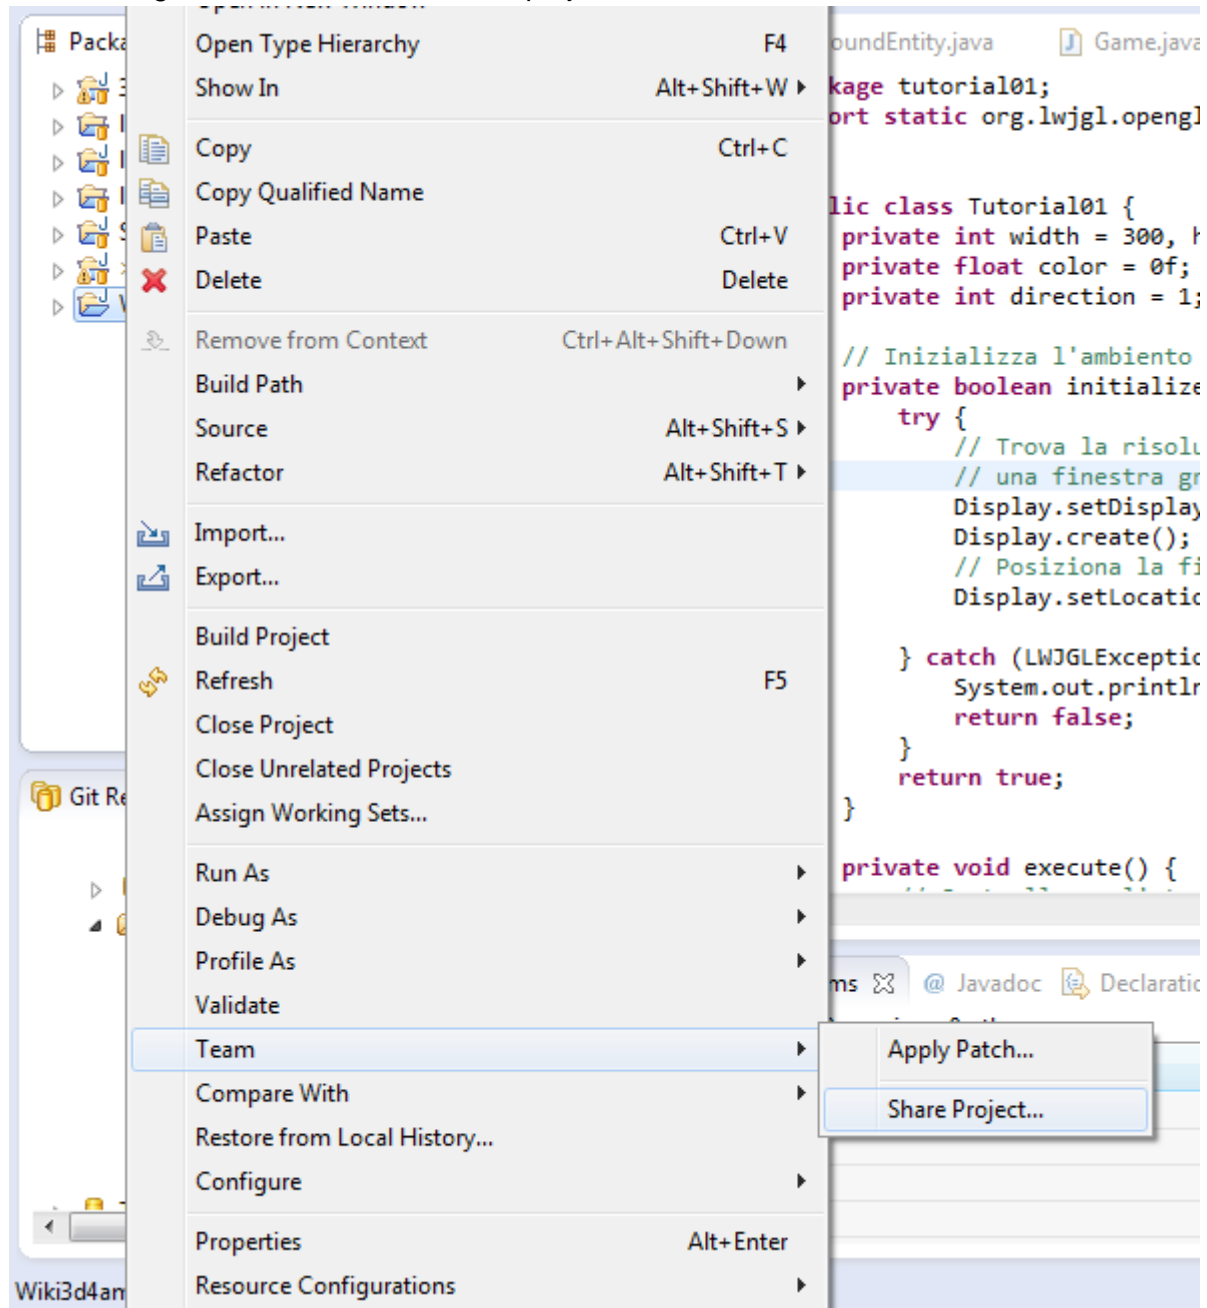 Packa
Open Type Hierarchy F4
Show In Alt+Shift+W
Copy Ctrl+C
Copy Qualified Name
Paste Ctrl+V
Delete Delete
Remove from Context Ctrl+Alt+Shift+Down
Build Path
Source Alt+Shift+S
Refactor Alt+Shift+T
Import...
Export...
Build Project
Refresh F5
Close Project
Close Unrelated Projects
Assign Working Sets...
Run As
Debug As
Profile As
Validate
Team
Compare With
Restore from Local History...
Configure
Properties Alt+Enter
Resource Configurations
Apply Patch...
Share Project...
Git Re
Wiki3d4am
oundEntity.java Game.java
kage tutorial01;
ort static org.lwjgl.opengl
lic class Tutorial01 {
private int width = 300, h
private float color = 0f;
private int direction = 1;
// Inizializza l'ambiento
private boolean initialize
try {
// Trova la risolu
// una finestra gr
Display.setDisplay
Display.create();
// Posiziona la fi
Display.setLocatio
} catch (LWJGLExceptio
System.out.println
return false;
}
return true;
}
private void execute() {
ms @ Javadoc Declaratio